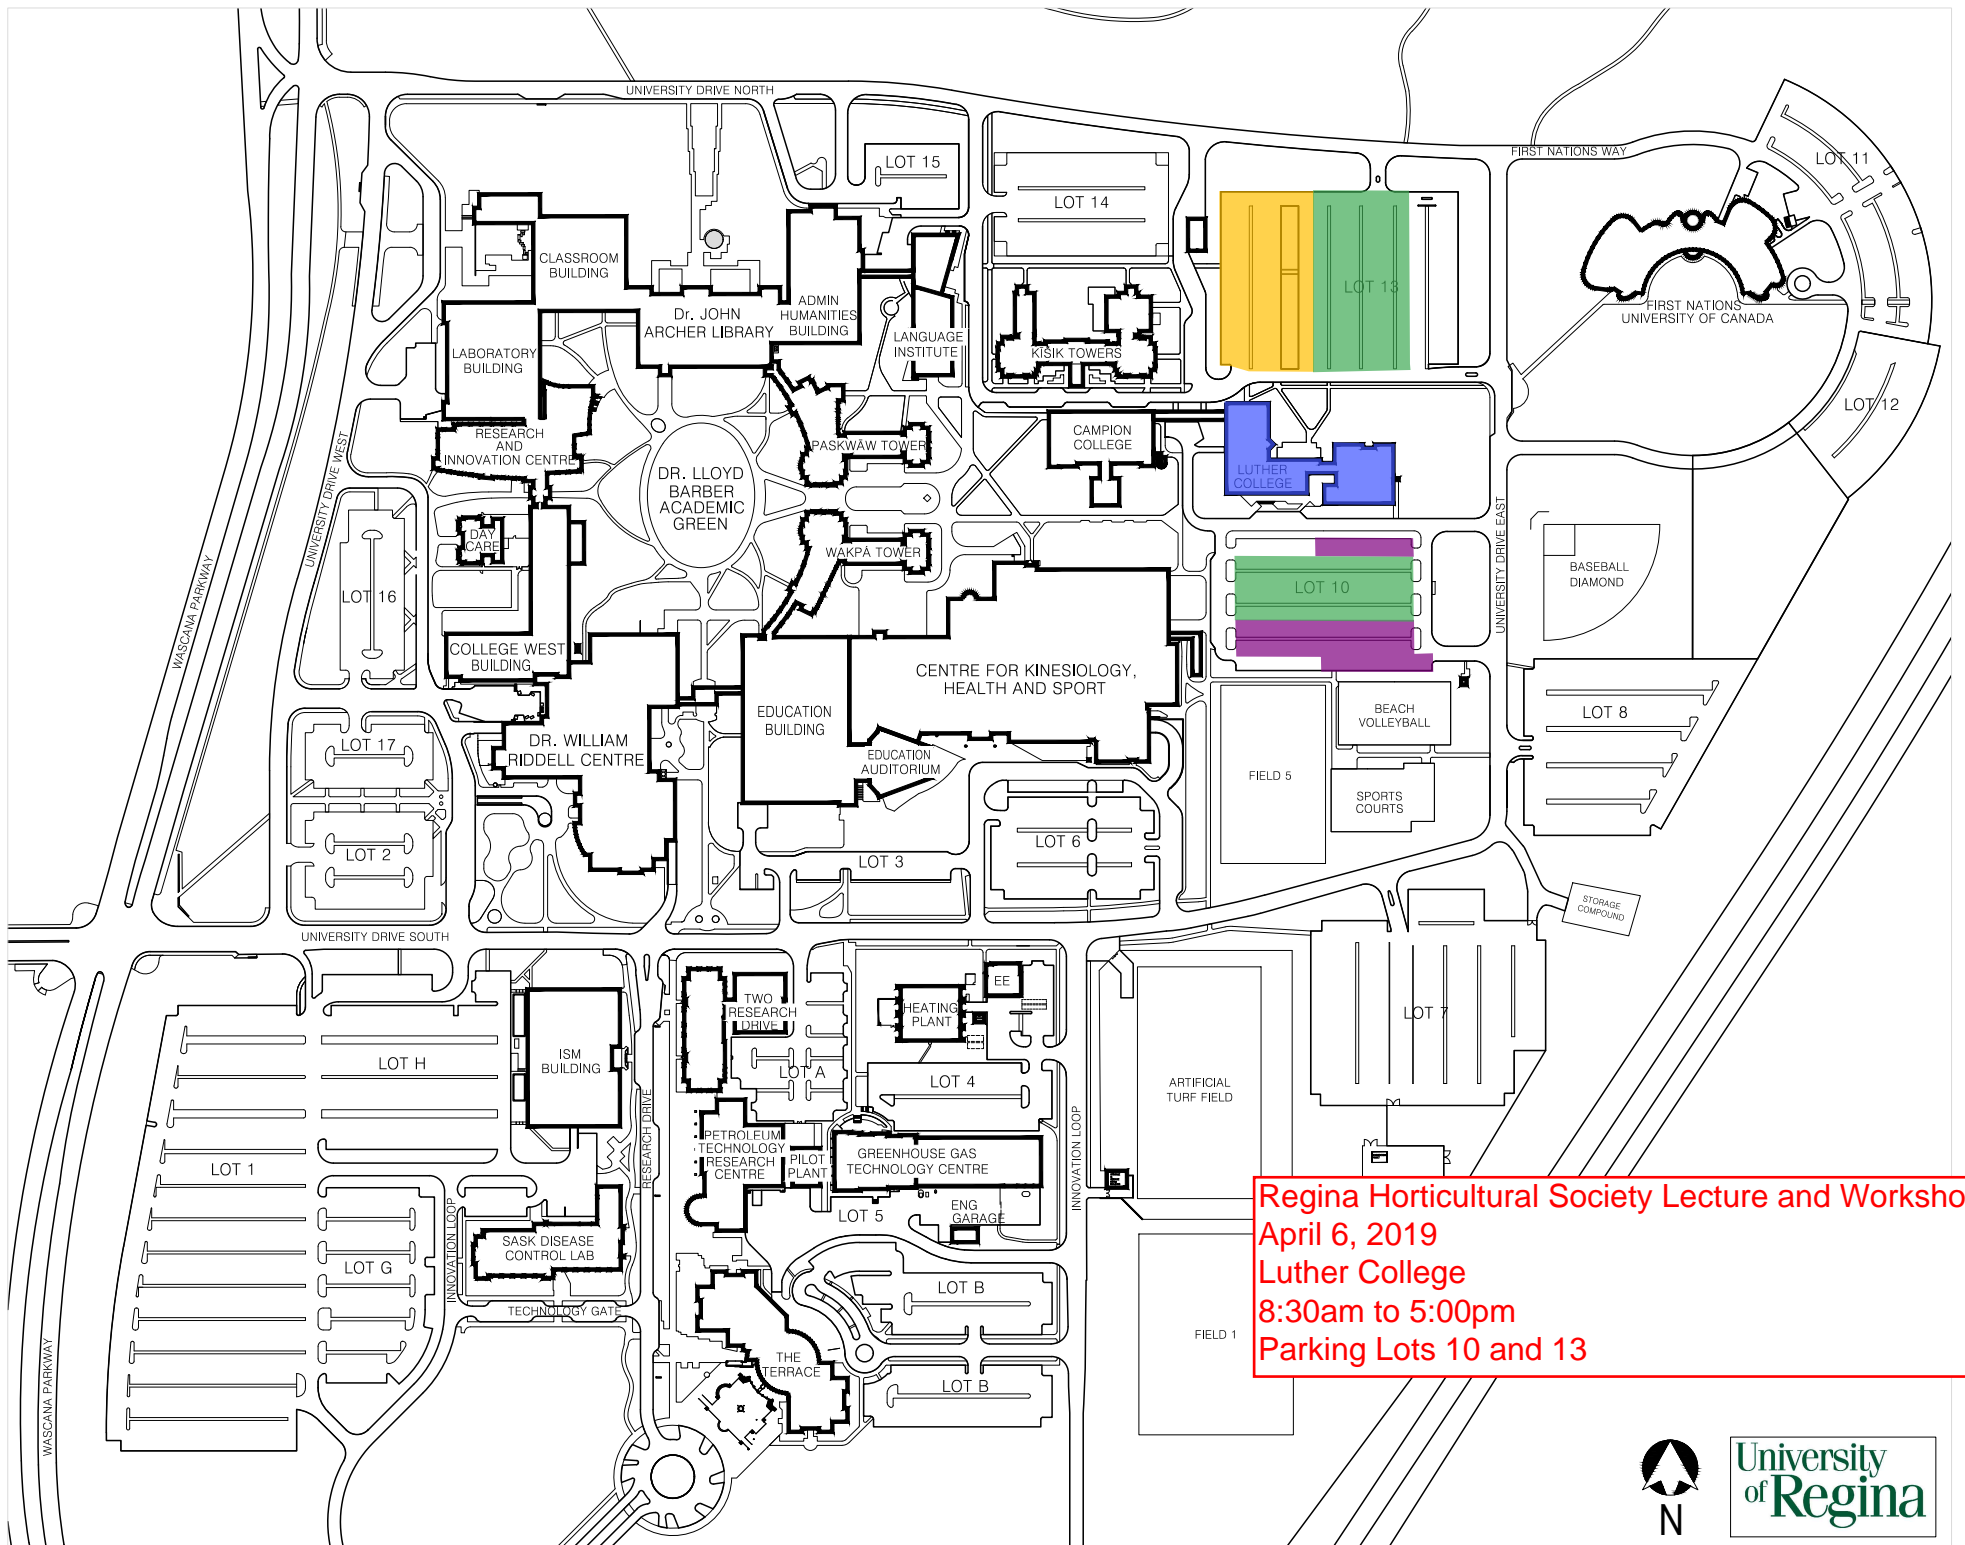 UNIVERSITY DRIVE NORTH
FIRST NATIONS WAY
LOT 11
LOT 15
LOT 14
CLASSROOM
BUILDING
LOT 13
ADMIN
HUMANITIES
BUILDING
Dr. JOHN
ARCHER LIBRARY
FIRST NATIONS
UNIVERSITY OF CANADA
LANGUAGE
INSTITUTE
KĪSIK TOWERS
LABORATORY
BUILDING
LOT 12
RESEARCH
AND
INNOVATION CENTRE
PASKWĀW TOWER
CAMPION
COLLEGE
LUTHER
COLLEGE
DR. LLOYD
BARBER
ACADEMIC
GREEN
UNIVERSITY DRIVE WEST
UNIVERSITY DRIVE EAST
DAY
CARE
WAKPĀ TOWER
BASEBALL
DIAMOND
LOT 10
LOT 16
WASCANA PARKWAY
COLLEGE WEST
BUILDING
CENTRE FOR KINESIOLOGY,
HEALTH AND SPORT
EDUCATION
BUILDING
BEACH
VOLLEYBALL
LOT 8
LOT 17
DR. WILLIAM
RIDDELL CENTRE
EDUCATION
AUDITORIUM
FIELD 5
SPORTS
COURTS
LOT 2
LOT 3
LOT 6
STORAGE
COMPOUND
UNIVERSITY DRIVE SOUTH
TWO
RESEARCH
DRIVE
EE
HEATING
PLANT
LOT 7
LOT H
ISM
BUILDING
LOT A
LOT 4
ARTIFICIAL
TURF FIELD
RESEARCH DRIVE
INNOVATION LOOP
PETROLEUM
TECHNOLOGY
RESEARCH
CENTRE
PILOT
PLANT
GREENHOUSE GAS
TECHNOLOGY CENTRE
LOT 1
INNOVATION LOOP
LOT 5
ENG
GARAGE
SASK DISEASE
CONTROL LAB
LOT G
LOT B
TECHNOLOGY GATE
FIELD 1
THE
TERRACE
LOT B
WASCANA PARKWAY
Regina Horticultural Society Lecture and Worksho
April 6, 2019
Luther College
8:30am to 5:00pm
Parking Lots 10 and 13
N
University
of Regina